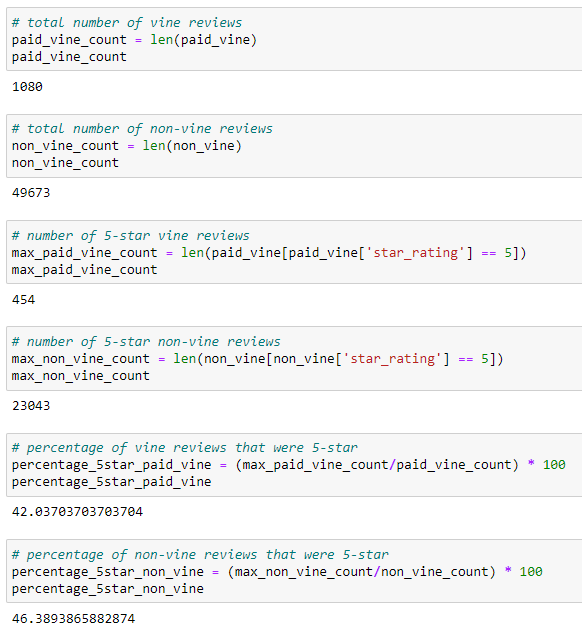 # total number of vine reviews
paid_vine_count = len(paid_vine)
paid_vine_count
1080
# total number of non-vine reviews
non_vine_count = len(non_vine)
non_vine_count
49673
# number of 5-star vine reviews
max_paid_vine_count = len(paid_vine[paid_vine['star_rating'] == 5])
max_paid_vine_count
454
# number of 5-star non-vine reviews
max_non_vine_count = len(non_vine[non_vine['star_rating'] == 5])
max_non_vine_count
23043
# percentage of vine reviews that were 5-star
percentage_5star_paid_vine = (max_paid_vine_count/paid_vine_count) * 100
percentage_5star_paid_vine
42.03703703703704
# percentage of non-vine reviews that were 5-star
percentage_5star_non_vine = (max_non_vine_count/non_vine_count) * 100
percentage_5star_non_vine
46.3893865882874